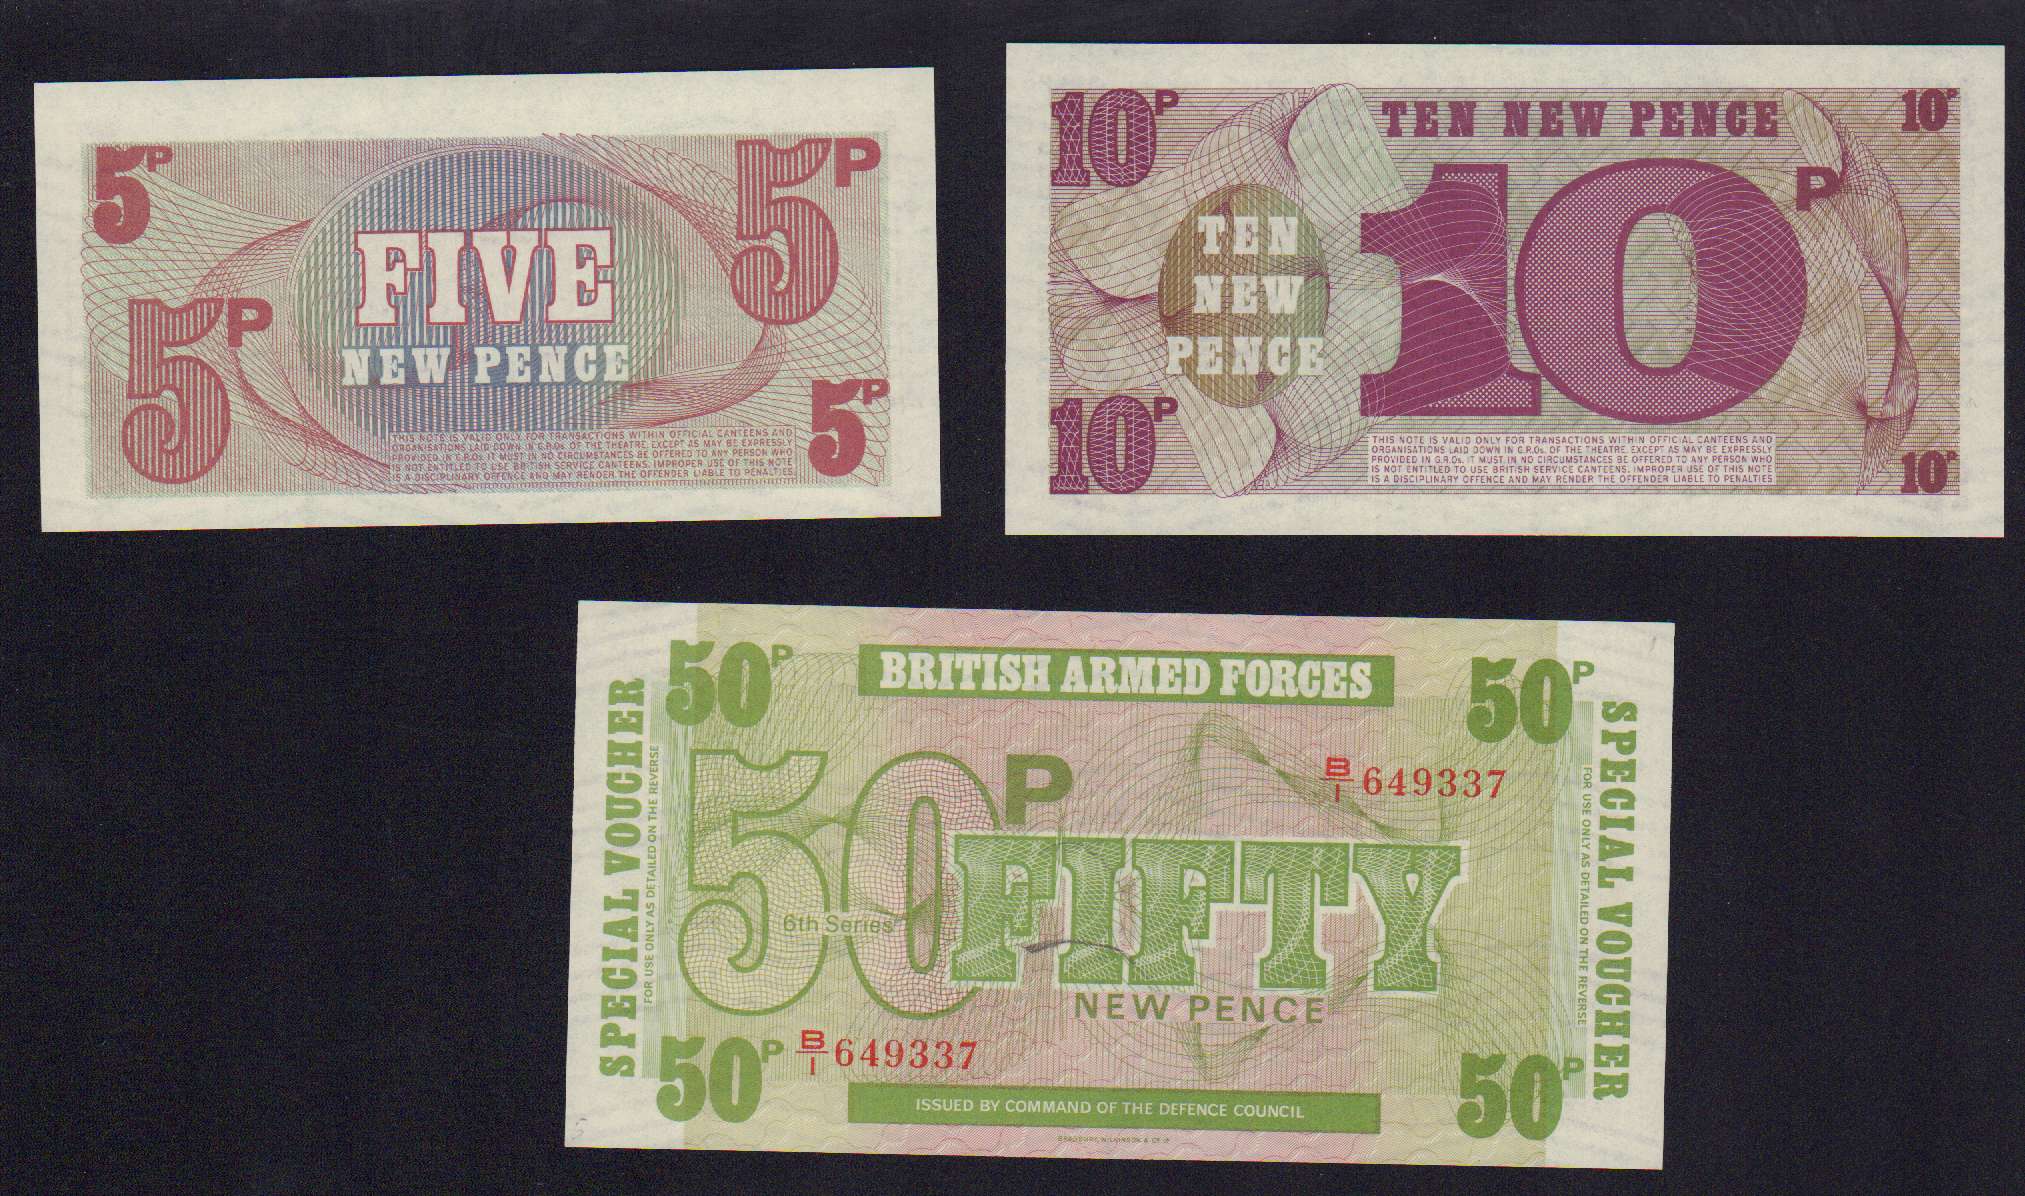 5P
5P
FIVE
NEW PENCE
5P
5P
THIS NOTE IS VALID ONLY FOR TRANSACTIONS WITHIN OFFICIAL CANTEENS AND
ORGANISATIONS LAID DOWN IN G.R.Os. OF THE THEATRE. EXCEPT AS MAY BE EXPRESSLY
PROVIDED IN G.R.Os. IT MUST IN NO CIRCUMSTANCES BE OFFERED TO ANY PERSON WHO
IS NOT ENTITLED TO USE BRITISH SERVICE CANTEENS. IMPROPER USE OF THIS NOTE
IS A DISCIPLINARY OFFENCE AND MAY RENDER THE OFFENDER LIABLE TO PENALTIES
10P
TEN NEW PENCE
10P
TEN
NEW
PENCE
10P
10P
10P
THIS NOTE IS VALID ONLY FOR TRANSACTIONS WITHIN OFFICIAL CANTEENS AND
ORGANISATIONS LAID DOWN IN G.R.Os. OF THE THEATRE. EXCEPT AS MAY BE EXPRESSLY
PROVIDED IN G.R.Os. IT MUST IN NO CIRCUMSTANCES BE OFFERED TO ANY PERSON WHO
IS NOT ENTITLED TO USE BRITISH SERVICE CANTEENS. IMPROPER USE OF THIS NOTE
IS A DISCIPLINARY OFFENCE AND MAY RENDER THE OFFENDER LIABLE TO PENALTIES
50P
BRITISH ARMED FORCES
50P
SPECIAL VOUCHER
FOR USE ONLY AS DETAILED ON THE REVERSE
B/1 649337
50P
FIFTY
6th Series
NEW PENCE
B/1 649337
50P
ISSUED BY COMMAND OF THE DEFENCE COUNCIL
50P
BRADBURY, WILKINSON & Co. Ld
SPECIAL VOUCHER
FOR USE ONLY AS DETAILED ON THE REVERSE